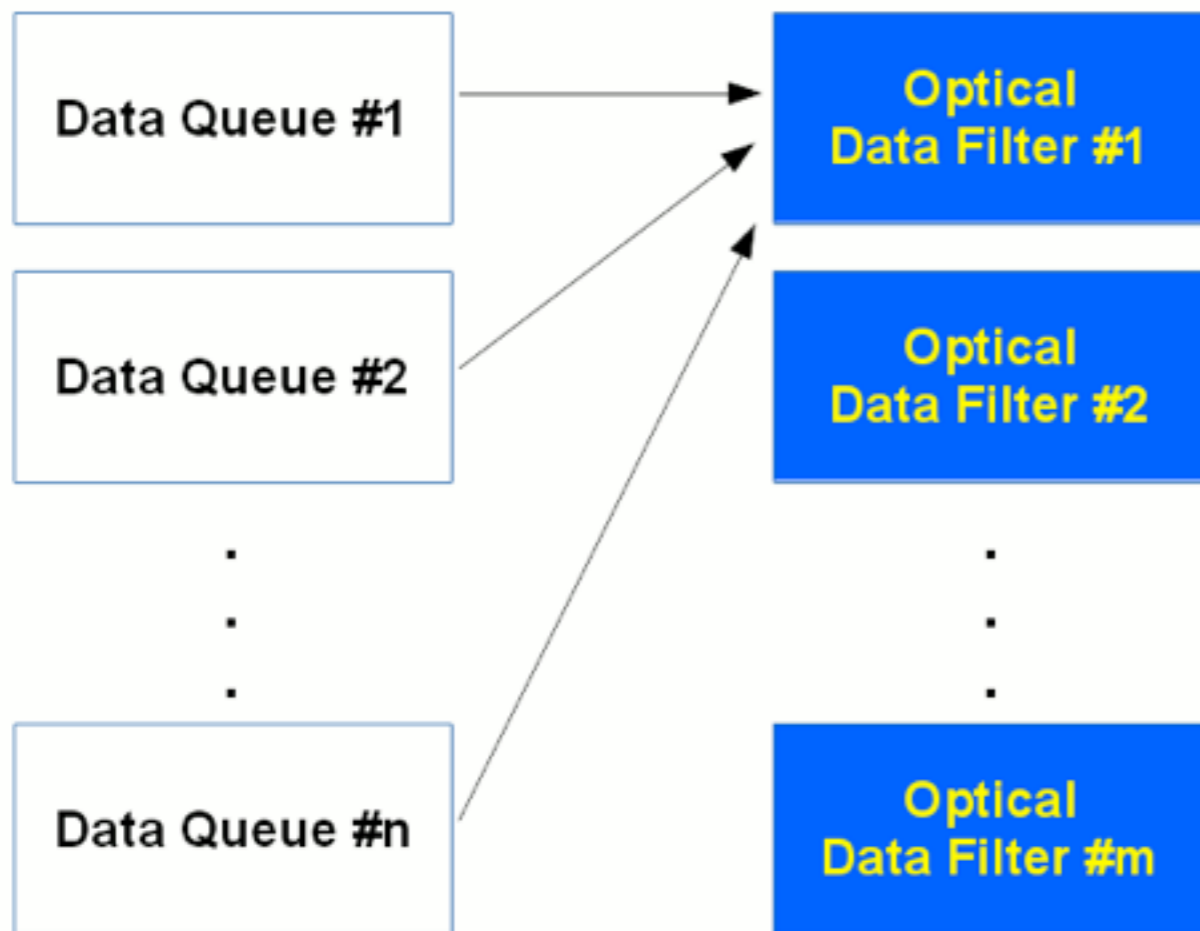 Data Queue #1
Optical
Data Filter #1
Data Queue #2
Optical
Data Filter #2
.
.
.
.
.
.
Data Queue #n
Optical
Data Filter #m